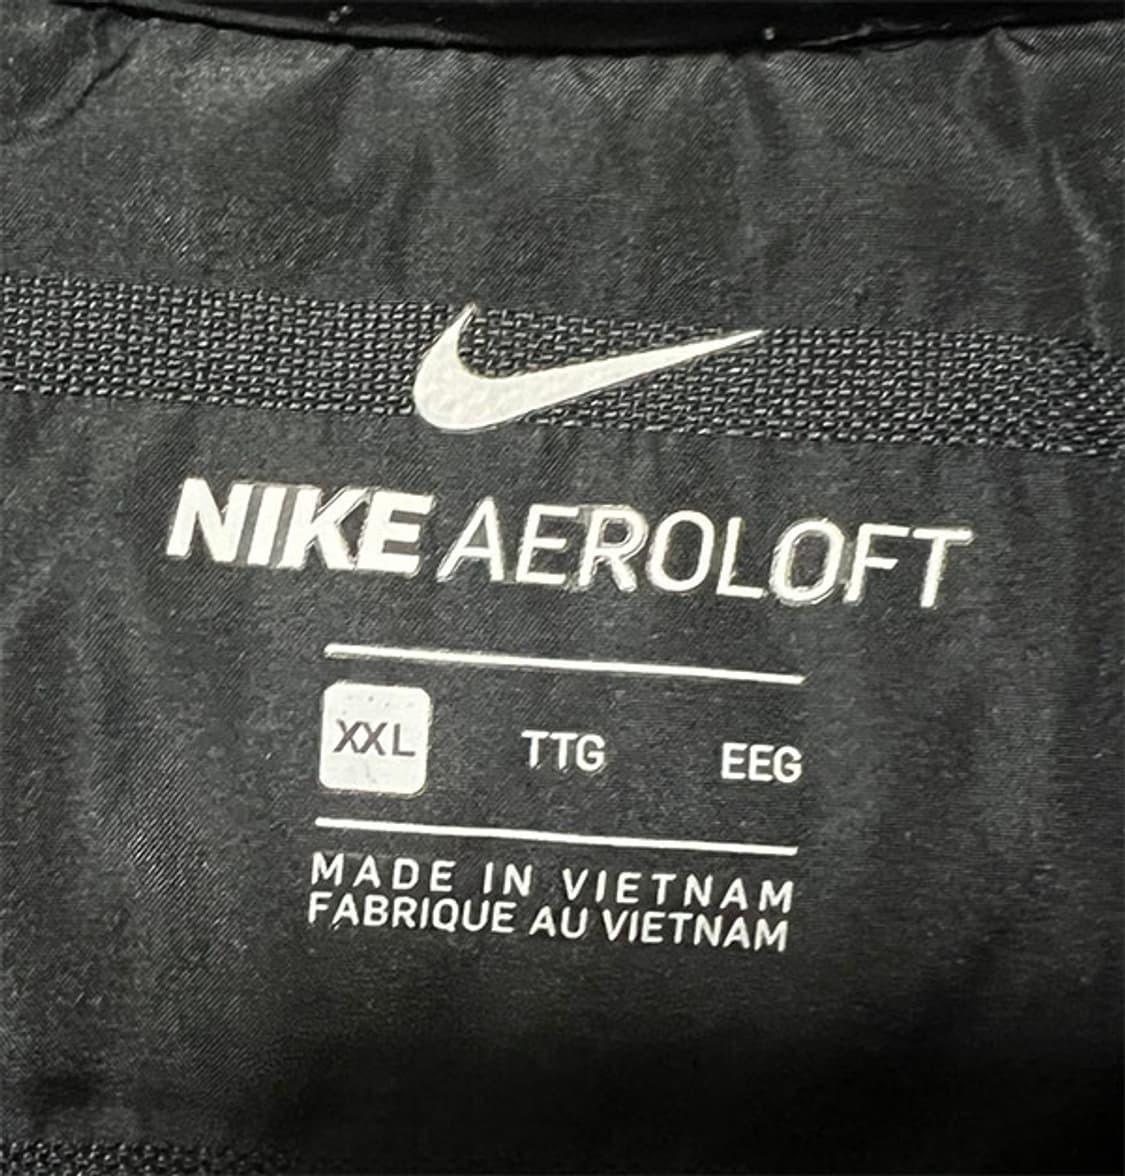 NIKE AEROLOFT
XXL TTG EEG
MADE IN VIETNAM
FABRIQUE AU VIETNAM